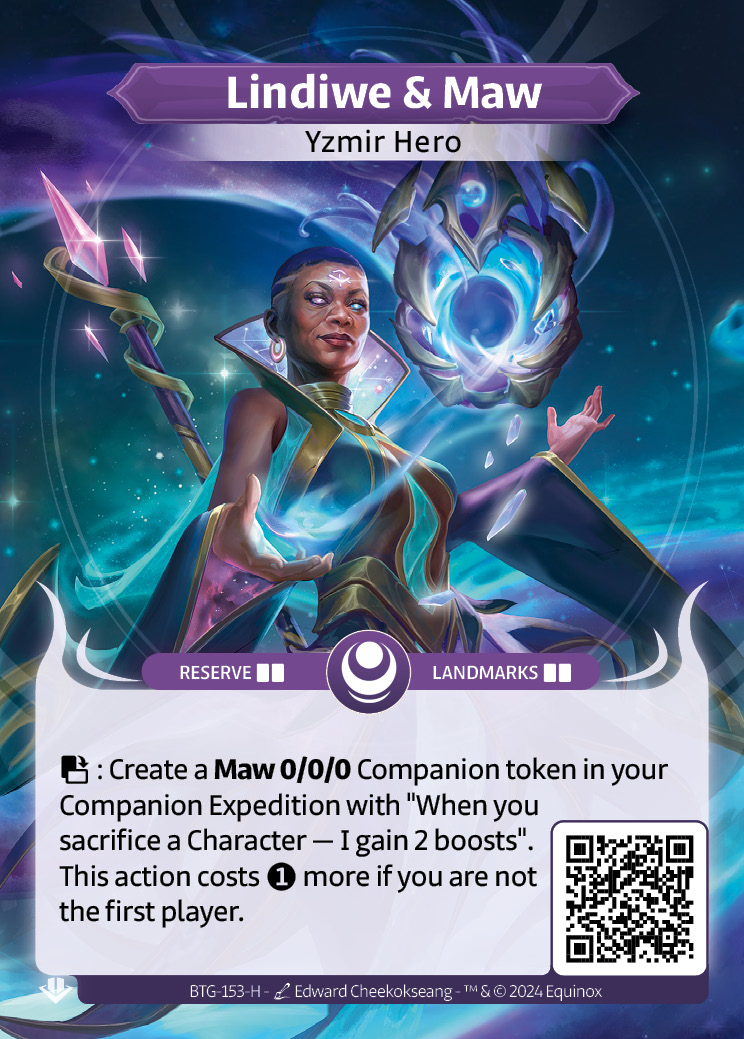 Lindiwe & Maw
Yzmir Hero
RESERVE
LANDMARKS
: Create a Maw 0/0/0 Companion token in your
Companion Expedition with "When you
sacrifice a Character — I gain 2 boosts".
This action costs 1 more if you are not
the first player.
BTG-153-H - Edward Cheekokseang - ™ & © 2024 Equinox